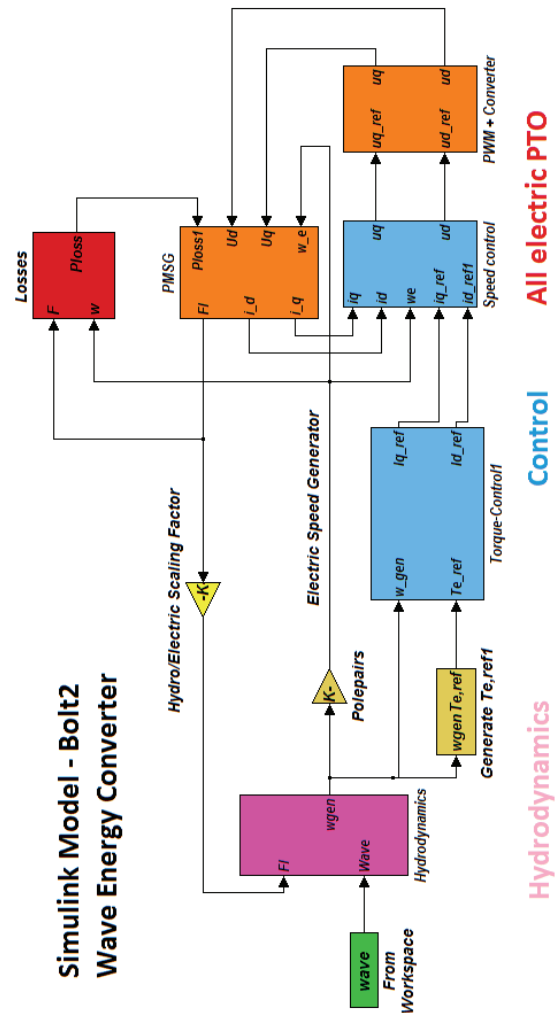 Simulink Model - Bolt2
Wave Energy Converter
wave
From
Workspace
FI
Wave
wgen
Hydrodynamics
Hydro/Electric Scaling Factor
-K
K-
Polepairs
Electric Speed Generator
wgenTe,ref
Generate Te,ref1
w_gen
Te_ref
Iq_ref
Id_ref
Torque-Control1
Losses
F
w
Ploss
PMSG
FI
i_d
i_q
Ploss1
Ud
Uq
w_e
iq
id
we
iq_ref
id_ref1
uq
ud
Speed control
uq_ref
ud_ref
uq
ud
PWM + Converter
Hydrodynamics
Control
All electric PTO